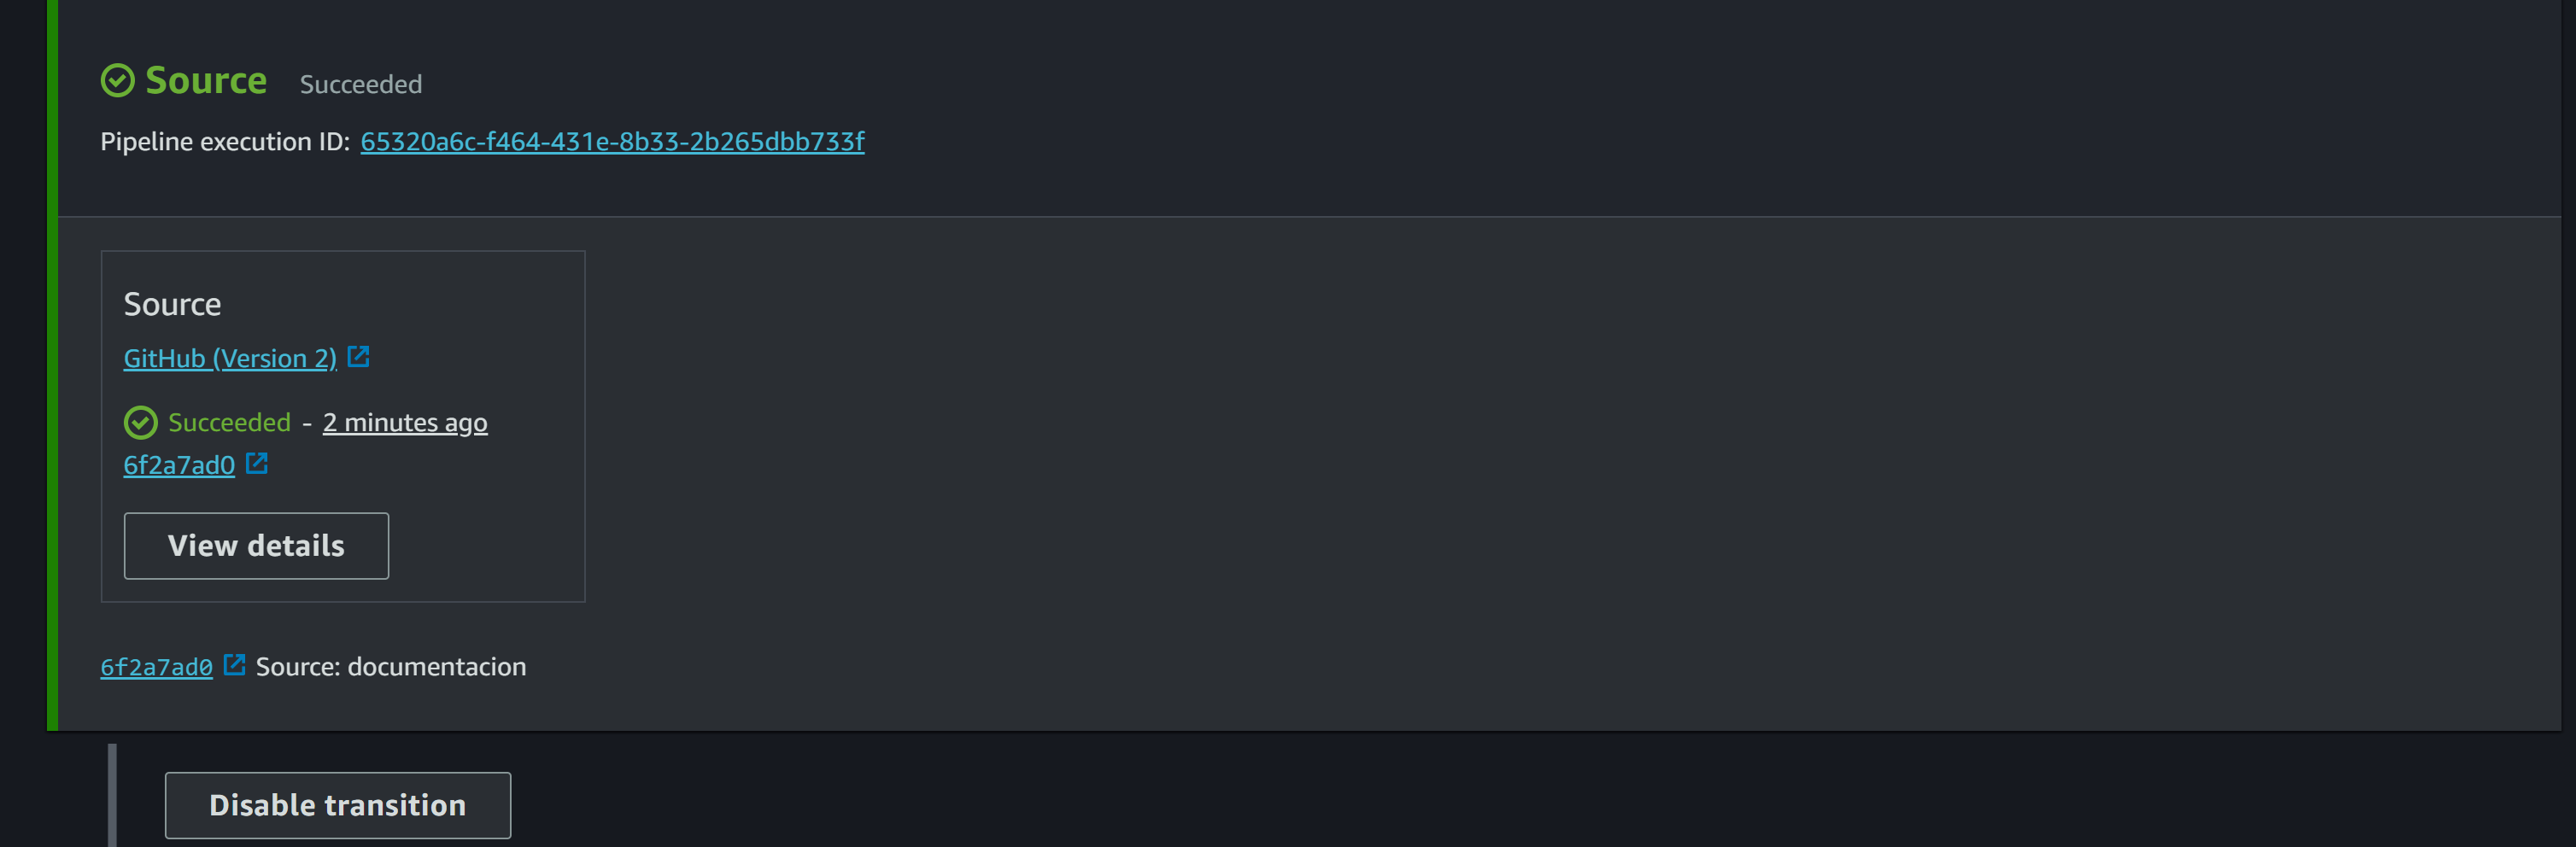 Source Succeeded
Pipeline execution ID: 65320a6c-f464-431e-8b33-2b265dbb733f
Source
GitHub (Version 2)
Succeeded - 2 minutes ago
6f2a7ad0
View details
6f2a7ad0 Source: documentacion
Disable transition